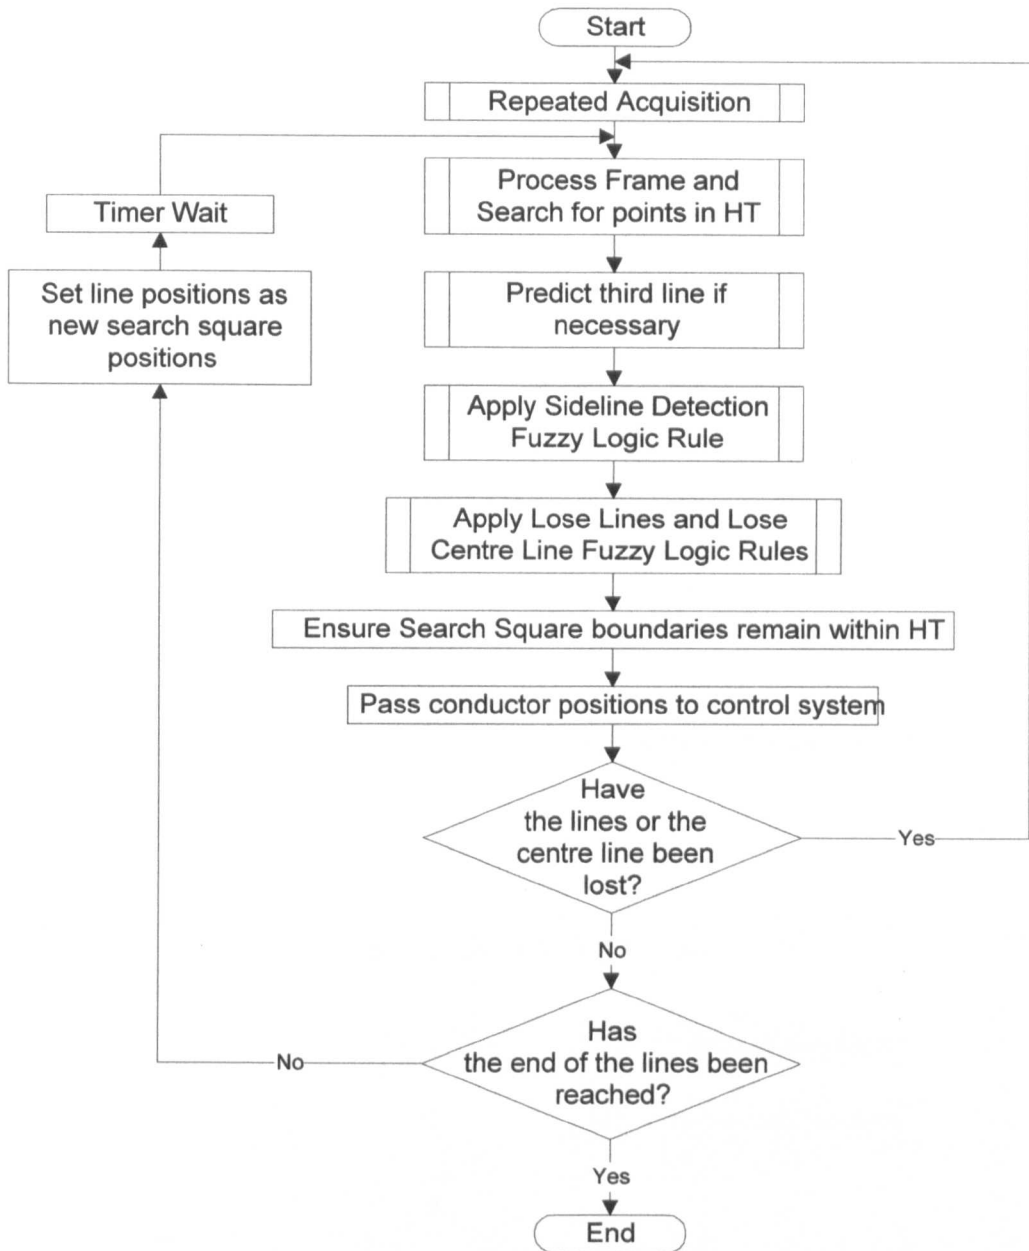 Start
Repeated Acquisition
Process Frame and
Search for points in HT
Timer Wait
Set line positions as
new search square
positions
Predict third line if
necessary
Apply Sideline Detection
Fuzzy Logic Rule
Apply Lose Lines and Lose
Centre Line Fuzzy Logic Rules
Ensure Search Square boundaries remain within HT
Pass conductor positions to control system
Have
the lines or the
centre line been
lost?
Yes
No
Has
the end of the lines been
reached?
No
Yes
End